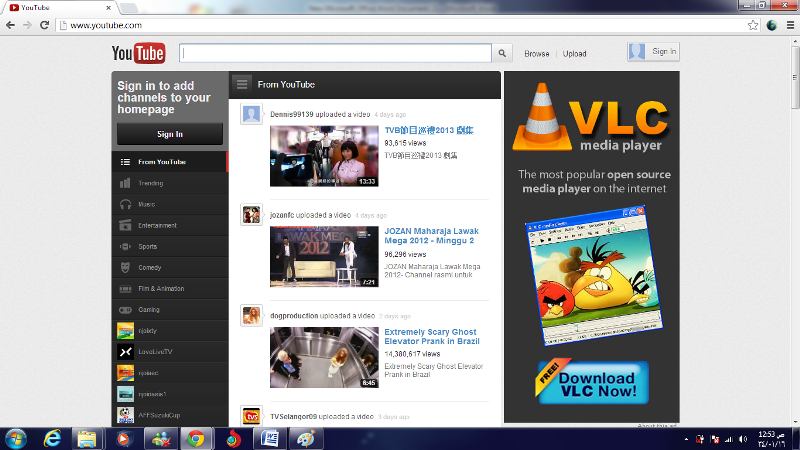 YouTube
www.youtube.com
YouTube
Browse
Upload
Sign In
Sign in to add
channels to your
homepage
Sign In
From YouTube
Trending
Music
Entertainment
Sports
Comedy
Film & Animation
Gaming
LoveLiveTV
AFFSuzukiCup
From YouTube
Dennis99139 uploaded a video 4 days ago
TVB節目巡禮2013 劇集
93,615 views
TVB節目巡禮2013 劇集
13:33
jozanfc uploaded a video 4 days ago
JOZAN Maharaja Lawak
Mega 2012 - Minggu 2
96,296 views
JOZAN Maharaja Lawak Mega
2012- Channel rasmi untuk
LAWAK MEGA
2012
7:21
dogproduction uploaded a video 2 days ago
Extremely Scary Ghost
Elevator Prank in Brazil
14,380,617 views
Extremely Scary Ghost Elevator
Prank in Brazil
6:45
TVSelangor09 uploaded a video 3 days ago
VLC
media player
The most popular open source
media player on the internet
FREE!
Download
VLC Now!
About this ad
12:53 ص